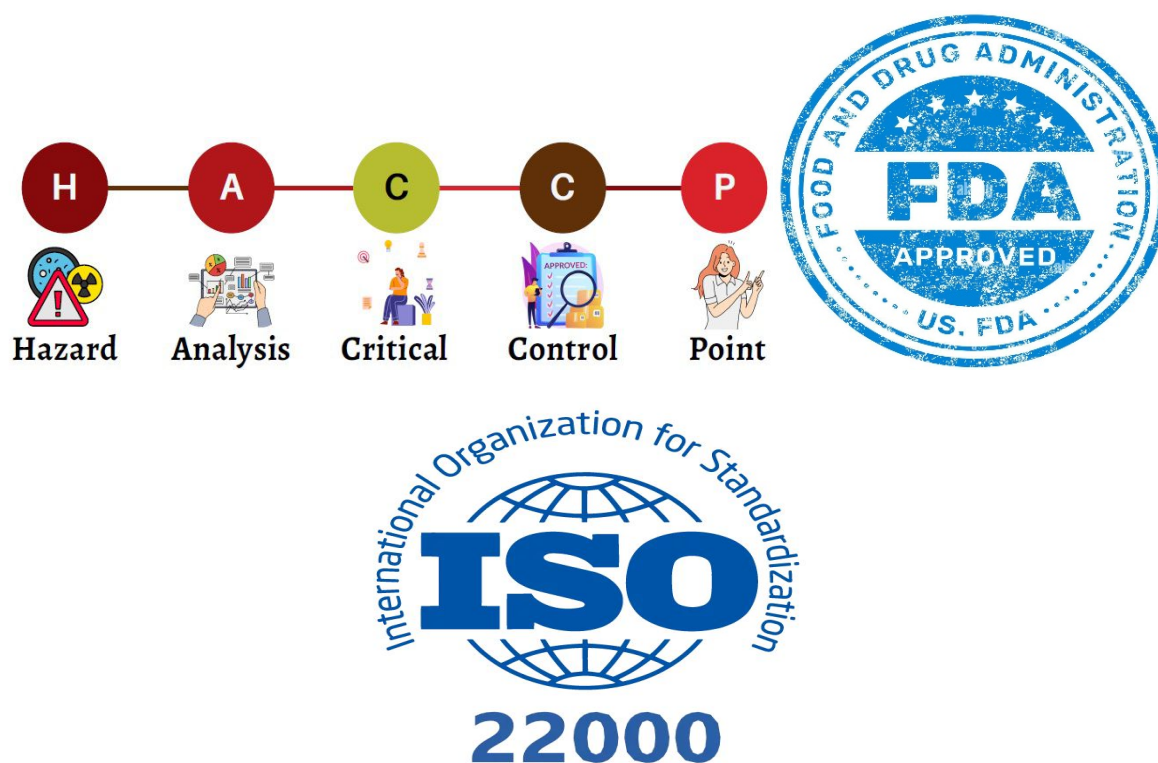 H A C C P
APPROVED:
Hazard Analysis Critical Control Point
FOOD AND DRUG ADMINISTRATION
FDA
APPROVED
US. FDA
International Organization for Standardization
ISO
22000